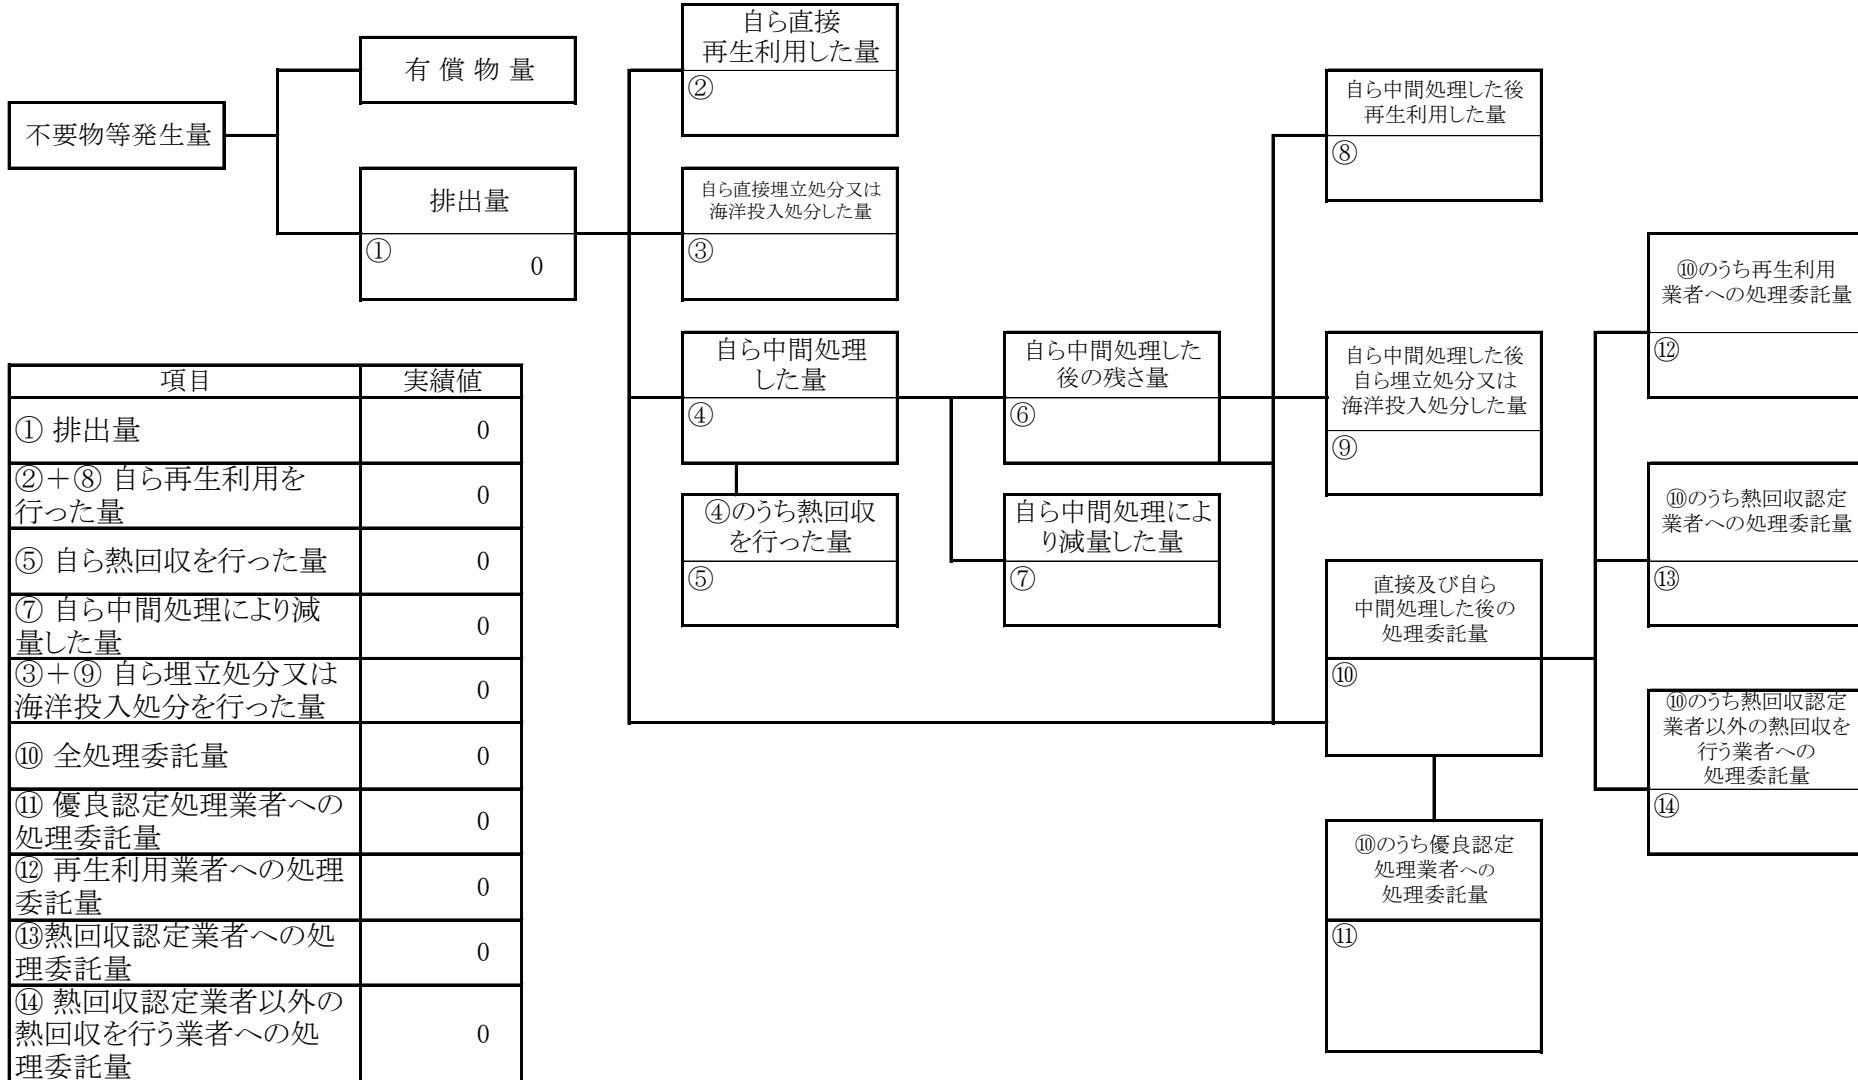 不要物等発生量
有 償 物 量
排出量
①
0
自ら直接
再生利用した量
②
自ら直接埋立処分又は
海洋投入処分した量
③
自ら中間処理
した量
④
④のうち熱回収
を行った量
⑤
自ら中間処理した
後の残さ量
⑥
自ら中間処理によ
り減量した量
⑦
自ら中間処理した後
再生利用した量
⑧
自ら中間処理した後
自ら埋立処分又は
海洋投入処分した量
⑨
直接及び自ら
中間処理した後の
処理委託量
⑩
⑩のうち優良認定
処理業者への
処理委託量
⑪
⑩のうち再生利用
業者への処理委託量
⑫
⑩のうち熱回収認定
業者への処理委託量
⑬
⑩のうち熱回収認定
業者以外の熱回収を
行う業者への
処理委託量
⑭
項目 実績値
① 排出量 0
②＋⑧ 自ら再生利用を
行った量 0
⑤ 自ら熱回収を行った量 0
⑦ 自ら中間処理により減
量した量 0
③＋⑨ 自ら埋立処分又は
海洋投入処分を行った量 0
⑩ 全処理委託量 0
⑪ 優良認定処理業者への
処理委託量 0
⑫ 再生利用業者への処理
委託量 0
⑬熱回収認定業者への処
理委託量 0
⑭ 熱回収認定業者以外の
熱回収を行う業者への処 0
理委託量